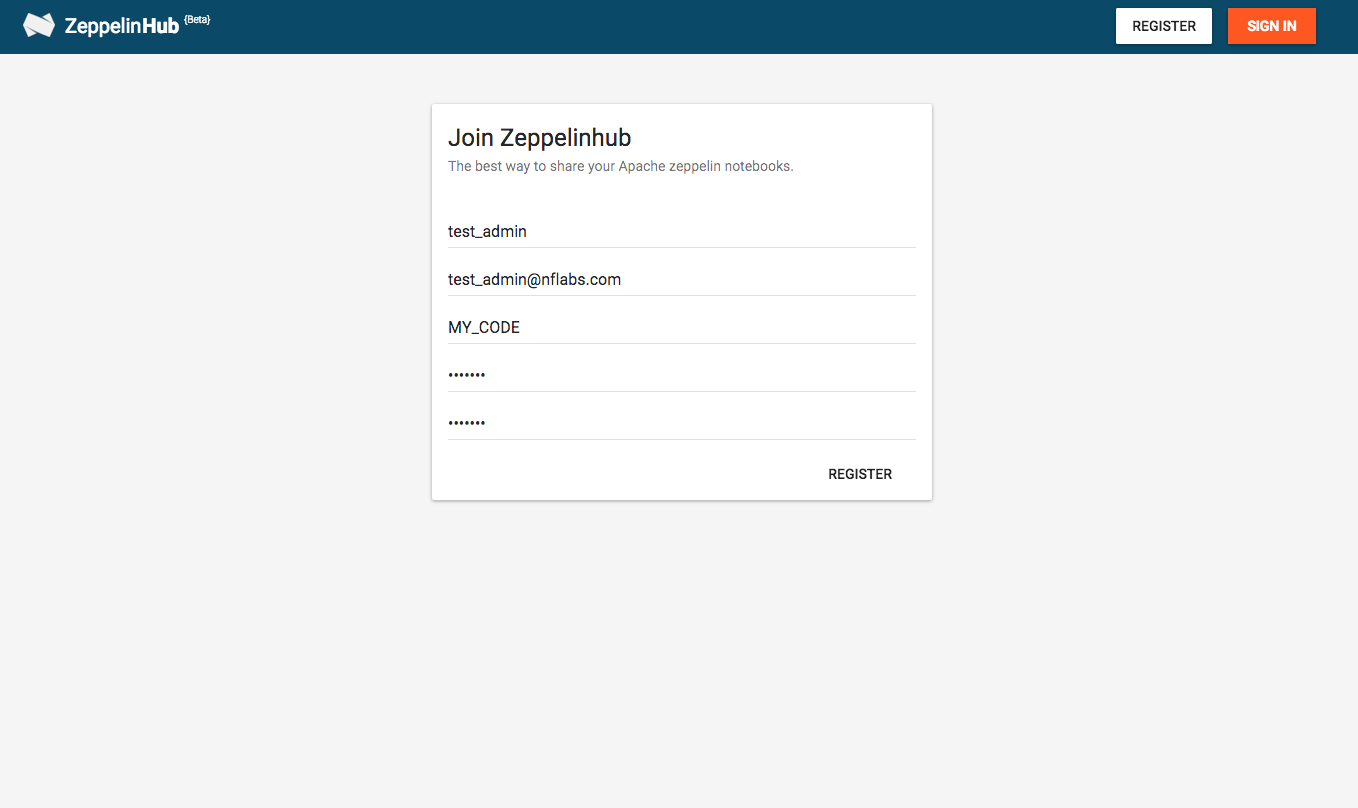 ZeppelinHub {Beta}
REGISTER
SIGN IN
Join Zeppelinhub
The best way to share your Apache zeppelin notebooks.
test_admin
test_admin@nflabs.com
MY_CODE
•••••••
•••••••
REGISTER